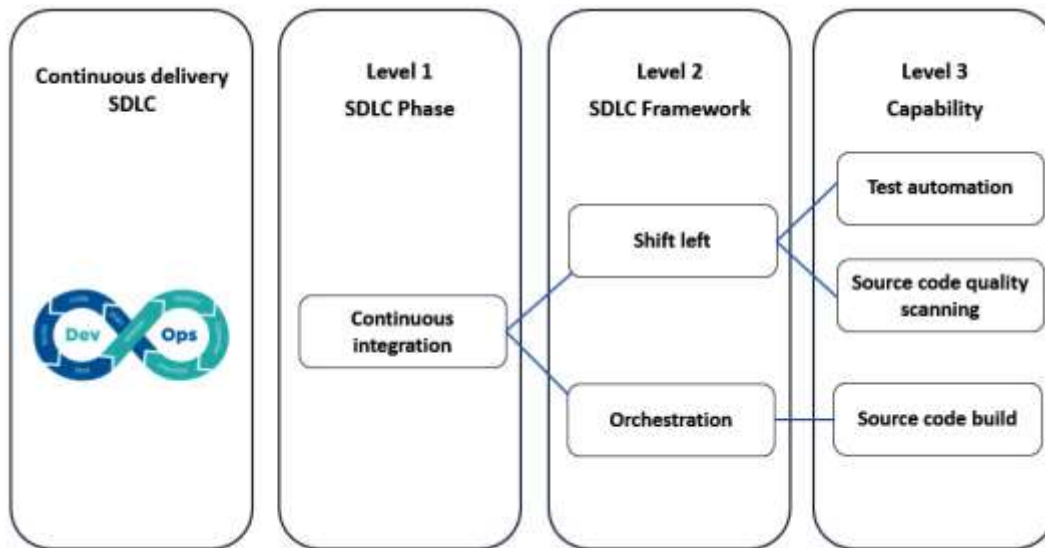 Continuous delivery
SDLC
Dev
Ops
Level 1
SDLC Phase
Continuous
integration
Level 2
SDLC Framework
Shift left
Orchestration
Level 3
Capability
Test automation
Source code quality
scanning
Source code build